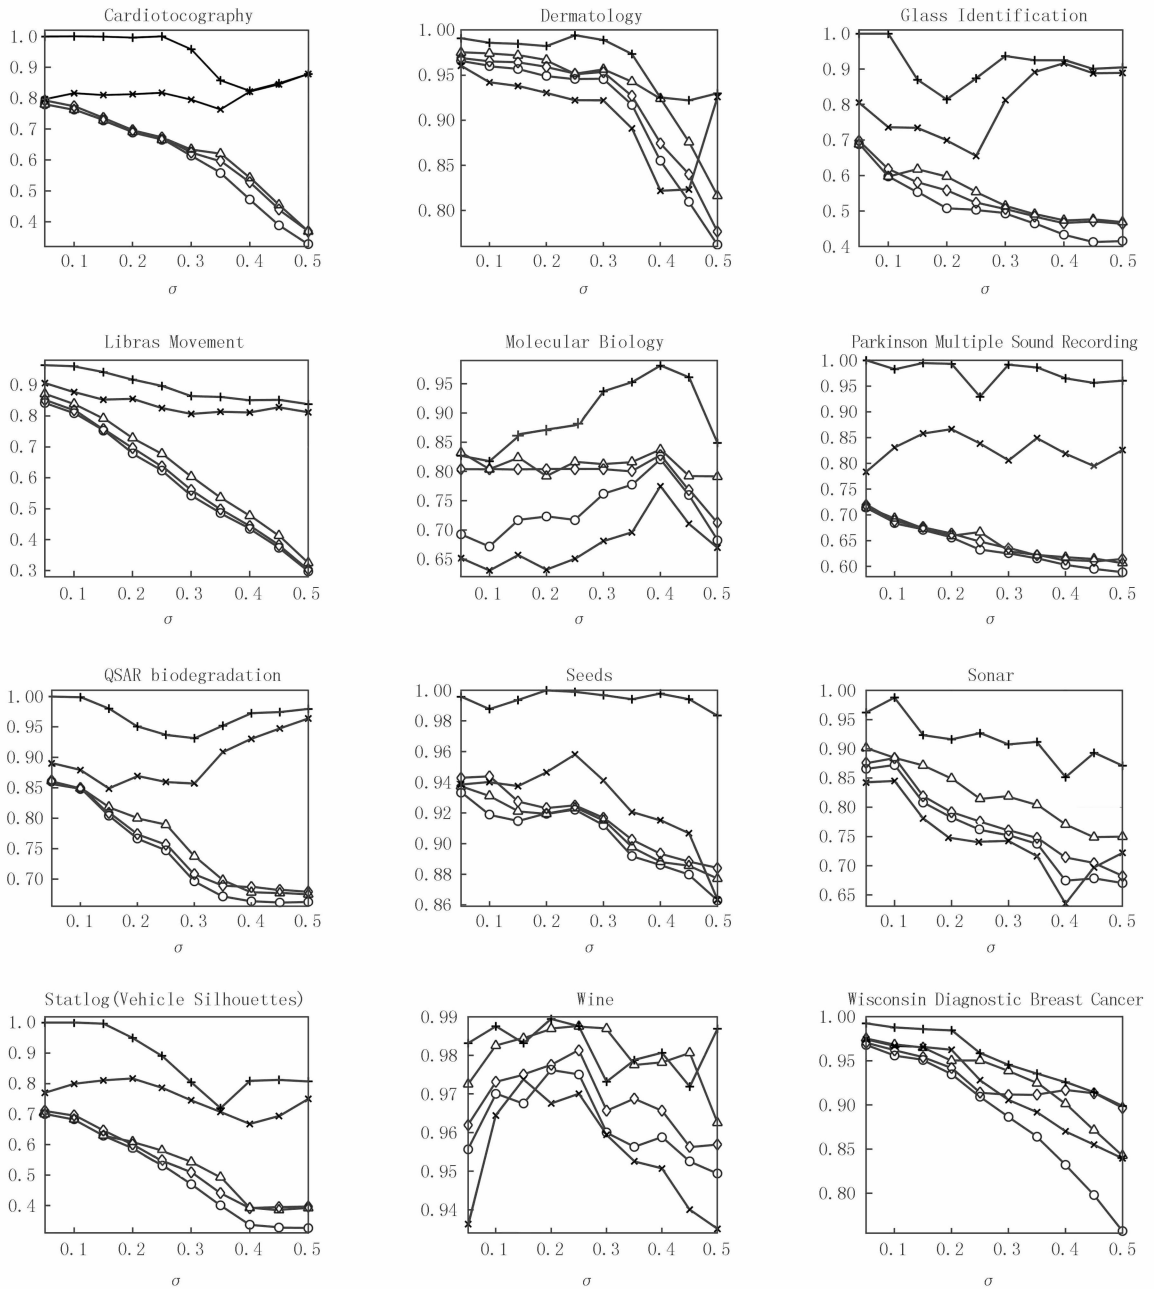 Cardiotocography
1.0
0.9
0.8
0.7
0.6
0.5
0.4
0.1 0.2 0.3 0.4 0.5
σ
Dermatology
1.00
0.95
0.90
0.85
0.80
0.1 0.2 0.3 0.4 0.5
σ
Glass Identification
1.0
0.9
0.8
0.7
0.6
0.5
0.4
0.1 0.2 0.3 0.4 0.5
σ
Libras Movement
0.9
0.8
0.7
0.6
0.5
0.4
0.3
0.1 0.2 0.3 0.4 0.5
σ
Molecular Biology
0.95
0.90
0.85
0.80
0.75
0.70
0.65
0.1 0.2 0.3 0.4 0.5
σ
Parkinson Multiple Sound Recording
1.00
0.95
0.90
0.85
0.80
0.75
0.70
0.65
0.60
0.1 0.2 0.3 0.4 0.5
σ
QSAR biodegradation
1.00
0.95
0.90
0.85
0.80
0.75
0.70
0.1 0.2 0.3 0.4 0.5
σ
Seeds
1.00
0.98
0.96
0.94
0.92
0.90
0.88
0.86
0.1 0.2 0.3 0.4 0.5
σ
Sonar
1.00
0.95
0.90
0.85
0.80
0.75
0.70
0.65
0.1 0.2 0.3 0.4 0.5
σ
Statlog(Vehicle Silhouettes)
1.0
0.9
0.8
0.7
0.6
0.5
0.4
0.1 0.2 0.3 0.4 0.5
σ
Wine
0.99
0.98
0.97
0.96
0.95
0.94
0.1 0.2 0.3 0.4 0.5
σ
Wisconsin Diagnostic Breast Cancer
1.00
0.95
0.90
0.85
0.80
0.1 0.2 0.3 0.4 0.5
σ